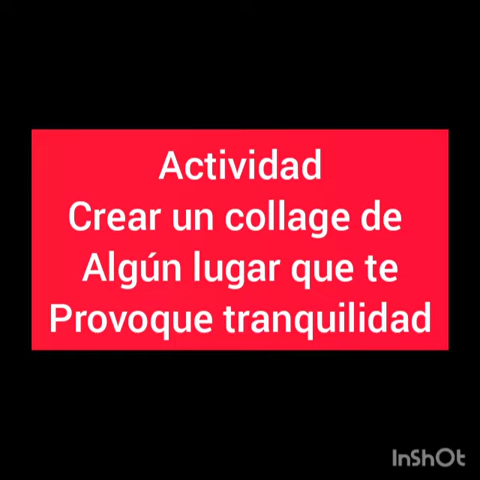 Actividad
Crear un collage de
Algún lugar que te
Provoque tranquilidad
InShOt